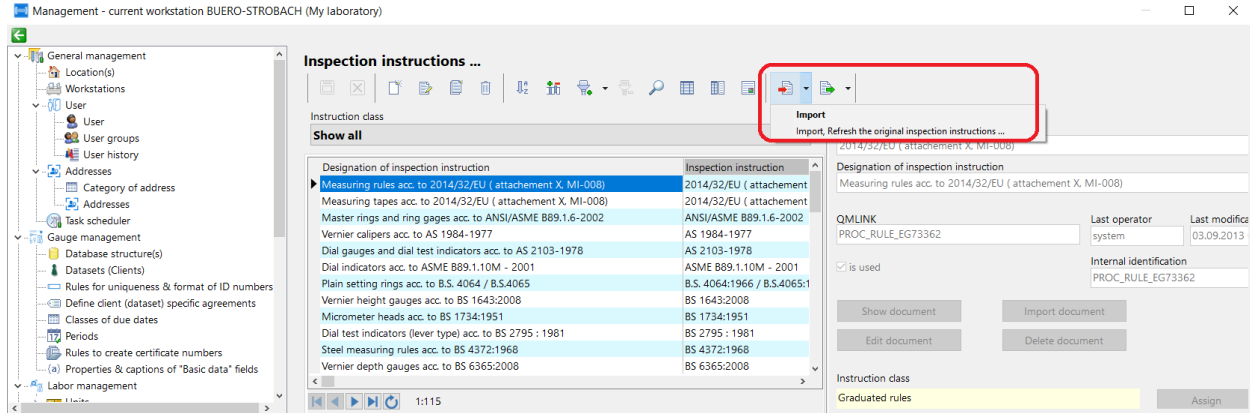 Management - current workstation BUERO-STROBACH (My laboratory)
General management
Location(s)
Workstations
User
User
User groups
User history
Addresses
Category of address
Addresses
Task scheduler
Gauge management
Database structure(s)
Datasets (Clients)
Rules for uniqueness & format of ID numbers
Define client (dataset) specific agreements
Classes of due dates
Periods
Rules to create certificate numbers
(a) Properties & captions of "Basic data" fields
Labor management
Units
Inspection instructions ...
Instruction class
Show all
Import
Import, Refresh the original inspection instructions ...
Designation of inspection instruction Inspection instruction
Measuring rules acc. to 2014/32/EU ( attachement X, MI-008) 2014/32/EU ( attachement
Measuring tapes acc. to 2014/32/EU ( attachement X, MI-008) 2014/32/EU ( attachement
Master rings and ring gages acc. to ANSI/ASME B89.1.6-2002 ANSI/ASME B89.1.6-2002
Vernier calipers acc. to AS 1984-1977 AS 1984-1977
Dial gauges and dial test indicators acc. to AS 2103-1978 AS 2103-1978
Dial indicators acc. to ASME B89.1.10M - 2001 ASME B89.1.10M - 2001
Plain setting rings acc. to B.S. 4064 / B.S.4065 B.S. 4064:1966 / B.S.4065:1
Vernier height gauges acc. to BS 1643:2008 BS 1643:2008
Micrometer heads acc. to BS 1734:1951 BS 1734:1951
Dial test indicators (lever type) acc. to BS 2795 : 1981 BS 2795 : 1981
Steel measuring rules acc. to BS 4372:1968 BS 4372:1968
Vernier depth gauges acc. to BS 6365:2008 BS 6365:2008
1:115
2014/32/EU ( attachement X, MI-008)
Designation of inspection instruction
Measuring rules acc. to 2014/32/EU ( attachement X, MI-008)
QMLINK Last operator Last modifica
PROC_RULE_EG73362 system 03.09.2013
is used
Internal identification
PROC_RULE_EG73362
Show document Import document
Edit document Delete document
Instruction class
Graduated rules Assign